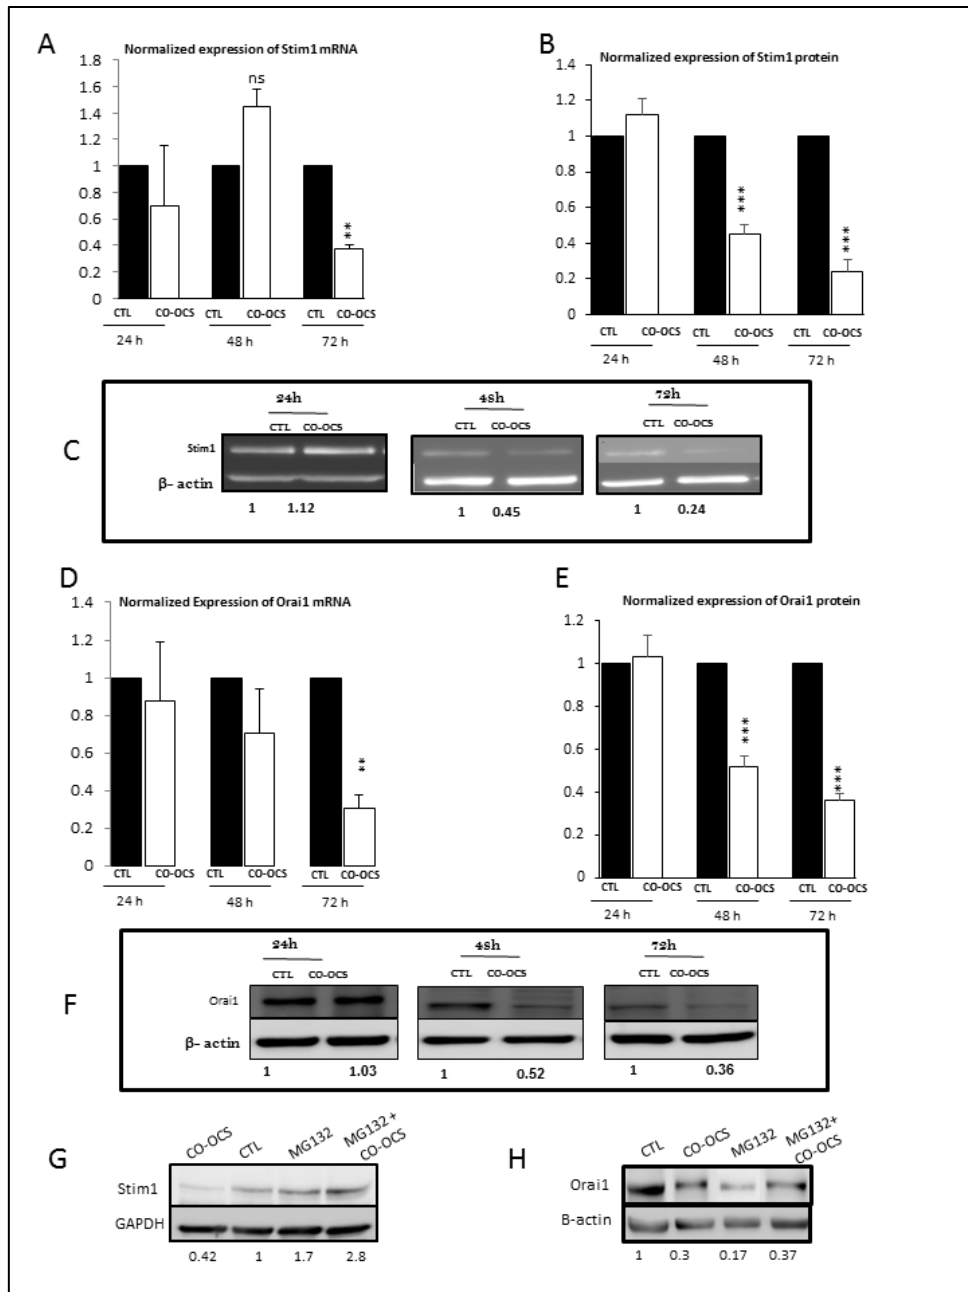 A
Normalized expression of Stim1 mRNA
1.8
1.6
1.4
1.2
1
0.8
0.6
0.4
0.2
0
ns
**
CTL CO-OCS CTL CO-OCS CTL CO-OCS
24 h 48 h 72 h
B
Normalized expression of Stim1 protein
1.4
1.2
1
0.8
0.6
0.4
0.2
0
***
***
CTL CO-OCS CTL CO-OCS CTL CO-OCS
24 h 48 h 72 h
C
24h 48h 72h
CTL CO-OCS CTL CO-OCS CTL CO-OCS
Stim1
β- actin
1 1.12 1 0.45 1 0.24
D
Normalized Expression of Orai1 mRNA
1.4
1.2
1
0.8
0.6
0.4
0.2
0
**
CTL CO-OCS CTL CO-OCS CTL CO-OCS
24 h 48 h 72 h
E
Normalized expression of Orai1 protein
1.2
1
0.8
0.6
0.4
0.2
0
***
***
CTL CO-OCS CTL CO-OCS CTL CO-OCS
24 h 48 h 72 h
F
24h 48h 72h
CTL CO-OCS CTL CO-OCS CTL CO-OCS
Orai1
β- actin
1 1.03 1 0.52 1 0.36
G
CO-OCS CTL MG132 MG132+
CO-OCS
Stim1
GAPDH
0.42 1 1.7 2.8
H
CTL CO-OCS MG132 MG132+
CO-OCS
Orai1
B-actin
1 0.3 0.17 0.37